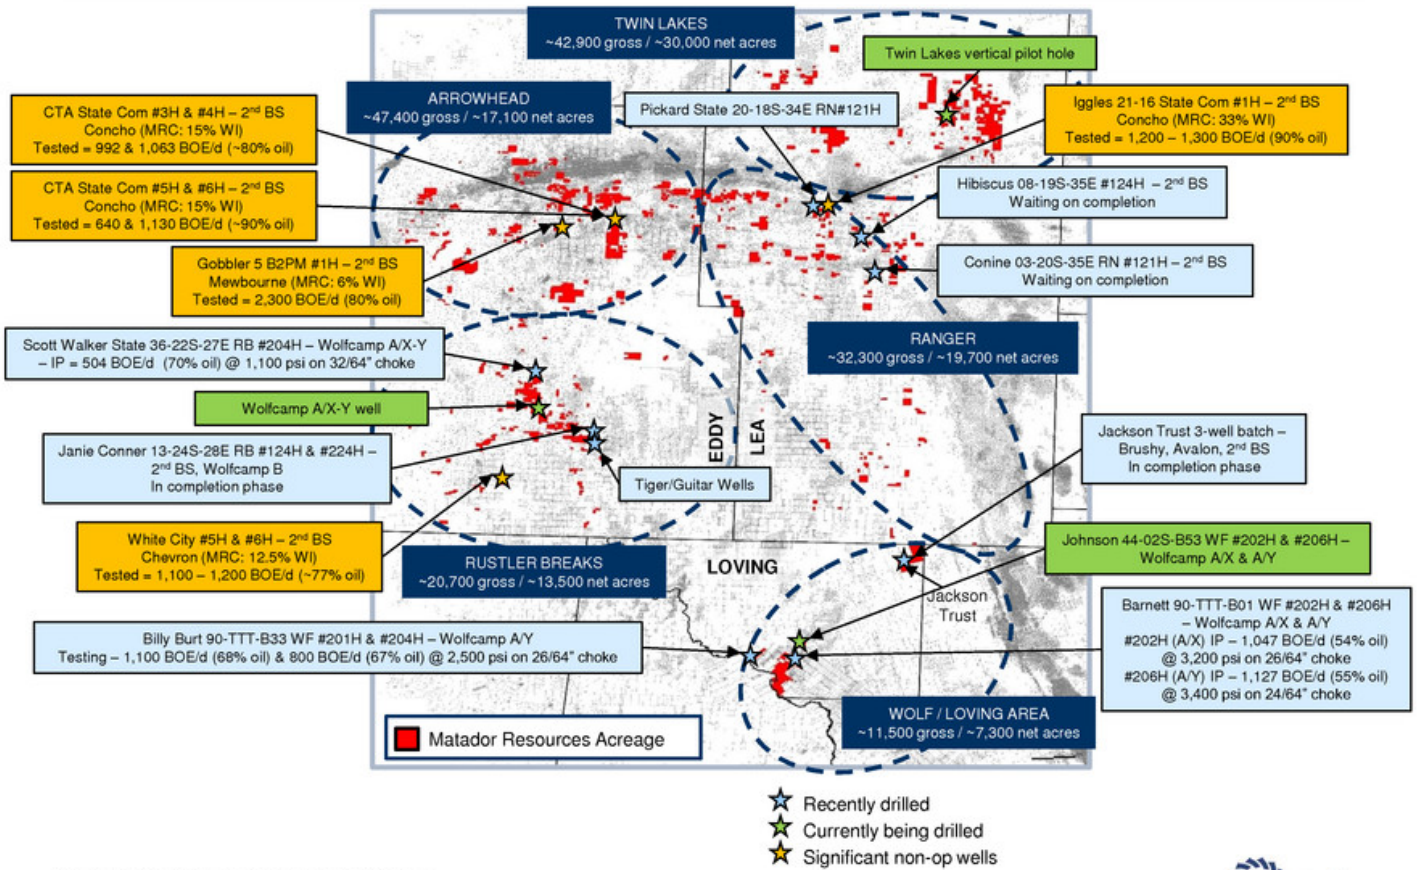 TWIN LAKES
~42,900 gross / ~30,000 net acres
Twin Lakes vertical pilot hole
ARROWHEAD
~47,400 gross / ~17,100 net acres
Pickard State 20-18S-34E RN#121H
CTA State Com #3H & #4H – 2nd BS
Concho (MRC: 15% WI)
Tested = 992 & 1,063 BOE/d (~80% oil)
Iggles 21-16 State Com #1H – 2nd BS
Concho (MRC: 33% WI)
Tested = 1,200 – 1,300 BOE/d (90% oil)
CTA State Com #5H & #6H – 2nd BS
Concho (MRC: 15% WI)
Tested = 640 & 1,130 BOE/d (~90% oil)
Hibiscus 08-19S-35E #124H – 2nd BS
Waiting on completion
Gobbler 5 B2PM #1H – 2nd BS
Mewbourne (MRC: 6% WI)
Tested = 2,300 BOE/d (80% oil)
Conine 03-20S-35E RN #121H – 2nd BS
Waiting on completion
Scott Walker State 36-22S-27E RB #204H – Wolfcamp A/X-Y
– IP = 504 BOE/d (70% oil) @ 1,100 psi on 32/64” choke
RANGER
~32,300 gross / ~19,700 net acres
Wolfcamp A/X-Y well
EDDY
LEA
Janie Conner 13-24S-28E RB #124H & #224H –
2nd BS, Wolfcamp B
In completion phase
Jackson Trust 3-well batch –
Brushy, Avalon, 2nd BS
In completion phase
Tiger/Guitar Wells
White City #5H & #6H – 2nd BS
Chevron (MRC: 12.5% WI)
Tested = 1,100 – 1,200 BOE/d (~77% oil)
Johnson 44-02S-B53 WF #202H & #206H –
Wolfcamp A/X & A/Y
RUSTLER BREAKS
~20,700 gross / ~13,500 net acres
LOVING
Jackson
Trust
Barnett 90-TTT-B01 WF #202H & #206H
– Wolfcamp A/X & A/Y
#202H (A/X) IP – 1,047 BOE/d (54% oil)
@ 3,200 psi on 26/64” choke
#206H (A/Y) IP – 1,127 BOE/d (55% oil)
@ 3,400 psi on 24/64” choke
Billy Burt 90-TTT-B33 WF #201H & #204H – Wolfcamp A/Y
Testing – 1,100 BOE/d (68% oil) & 800 BOE/d (67% oil) @ 2,500 psi on 26/64” choke
WOLF / LOVING AREA
~11,500 gross / ~7,300 net acres
Matador Resources Acreage
Recently drilled
Currently being drilled
Significant non-op wells